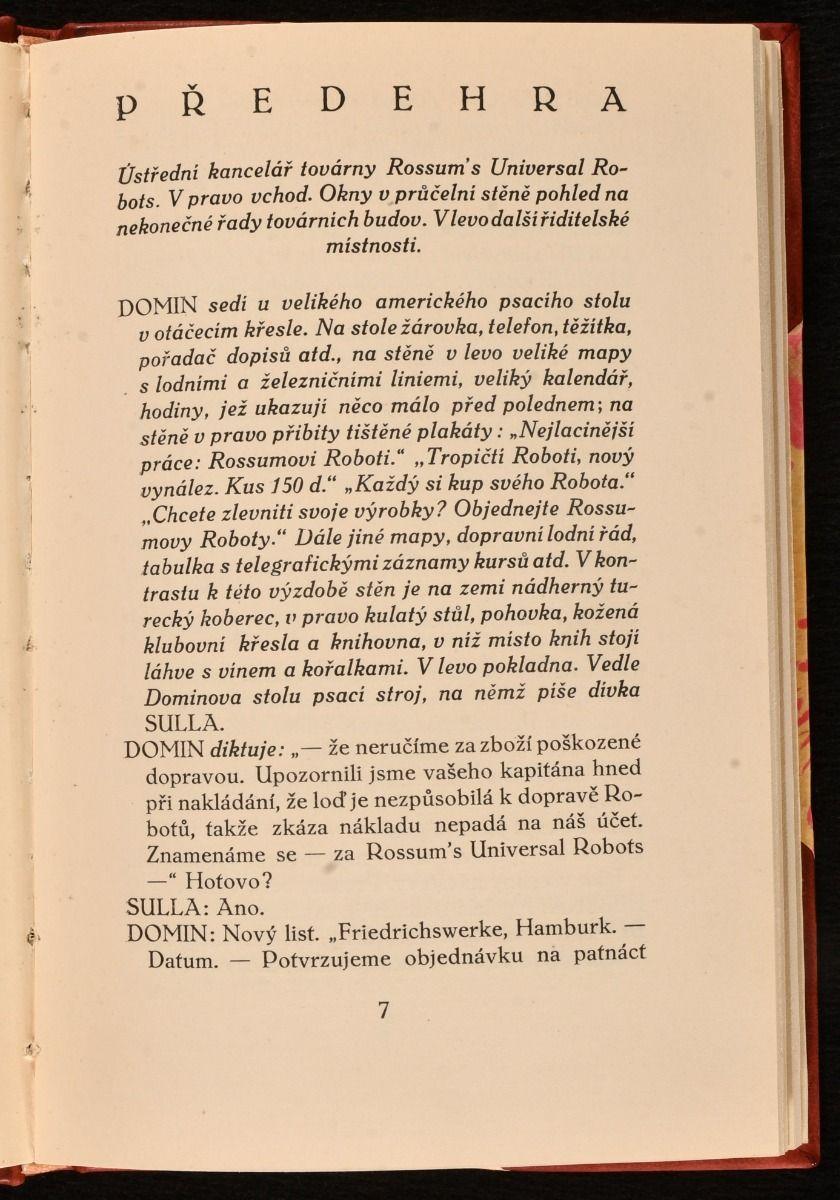 PŘEDEHRA
Ústřední kancelář továrny Rossum's Universal Ro-
bots. V pravo vchod. Okny v průčelní stěně pohled na
nekonečné řady továrních budov. V levo další řiditelské
místnosti.
DOMIN sedí u velikého amerického psacího stolu
v otáčecím křesle. Na stole žárovka, telefon, těžítka,
pořadač dopisů atd., na stěně v levo veliké mapy
s lodními a železničními liniemi, veliký kalendář,
hodiny, jež ukazují něco málo před polednem; na
stěně v pravo přibity tištěné plakáty: „Nejlacinější
práce: Rossumovi Roboti.“ „Tropičtí Roboti, nový
vynález. Kus 150 d.“ „Každý si kup svého Robota.“
„Chcete zlevniti svoje výrobky? Objednejte Rossu-
movy Roboty.“ Dále jiné mapy, dopravní lodní řád,
tabulka s telegrafickými záznamy kursů atd. V kon-
trastu k této výzdobě stěn je na zemi nádherný tu-
recký koberec, v pravo kulatý stůl, pohovka, kožená
klubovní křesla a knihovna, v níž místo knih stojí
láhve s vínem a kořalkami. V levo pokladna. Vedle
Dominova stolu psací stroj, na němž píše dívka
SULLA.
DOMIN diktuje: „— že neručíme za zboží poškozené
dopravou. Upozornili jsme vašeho kapitána hned
při nakládání, že loď je nezpůsobilá k dopravě Ro-
botů, takže zkáza nákladu nepadá na náš účet.
Znamenáme se — za Rossum's Universal Robots
—“ Hotovo?
SULLA: Ano.
DOMIN: Nový list. „Friedrichswerke, Hamburk. —
Datum. — Potvrzujeme objednávku na patnáct
7